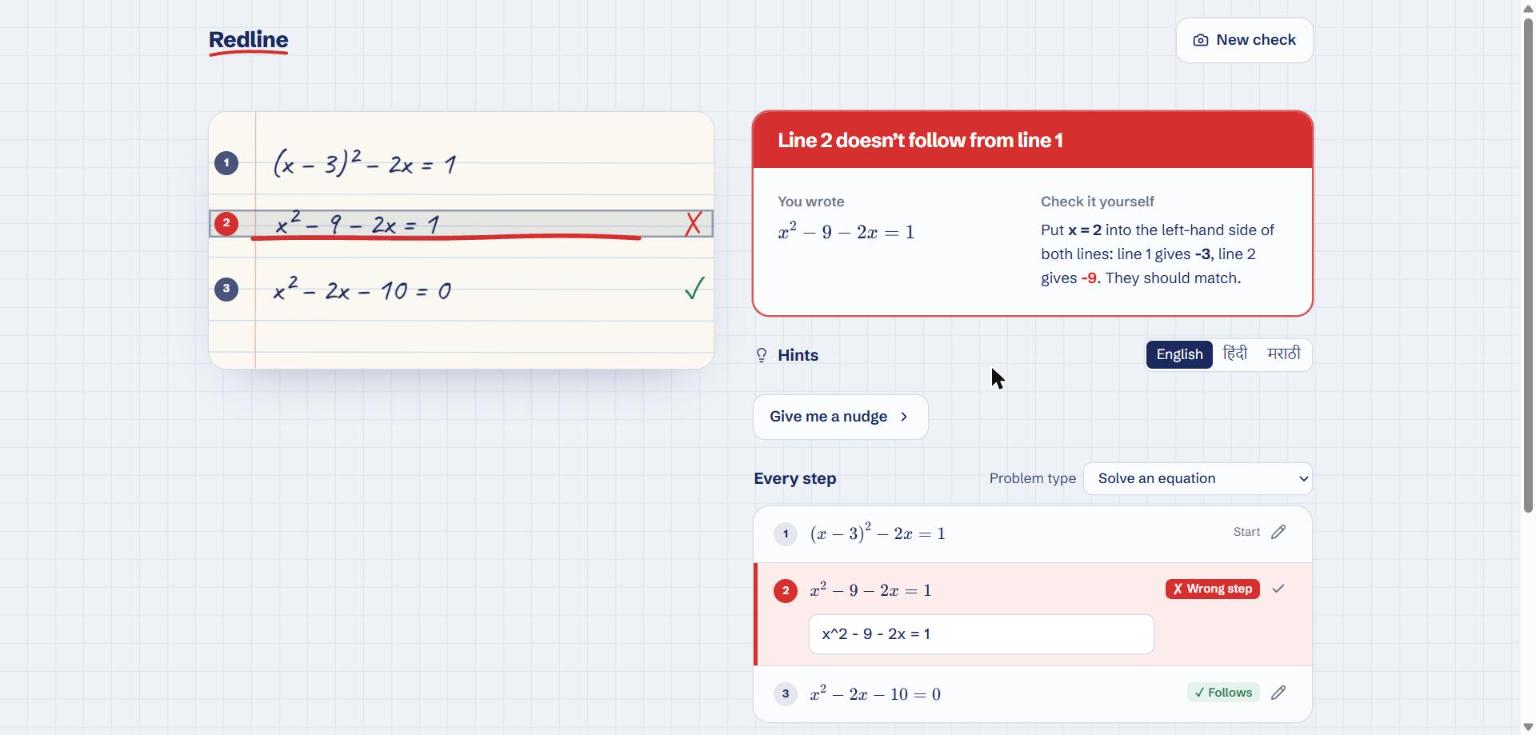 Redline
New check
1 (x – 3)² – 2x = 1
2 x² – 9 – 2x = 1 ✗
3 x² – 2x – 10 = 0 ✓
Line 2 doesn’t follow from line 1
You wrote
x² − 9 − 2x = 1
Check it yourself
Put x = 2 into the left-hand side of
both lines: line 1 gives -3, line 2
gives -9. They should match.
Hints
English हिंदी मराठी
Give me a nudge
Every step
Problem type Solve an equation
1 (x − 3)² − 2x = 1 Start
2 x² − 9 − 2x = 1 ✗ Wrong step
x^2 - 9 - 2x = 1
3 x² − 2x − 10 = 0 ✓ Follows